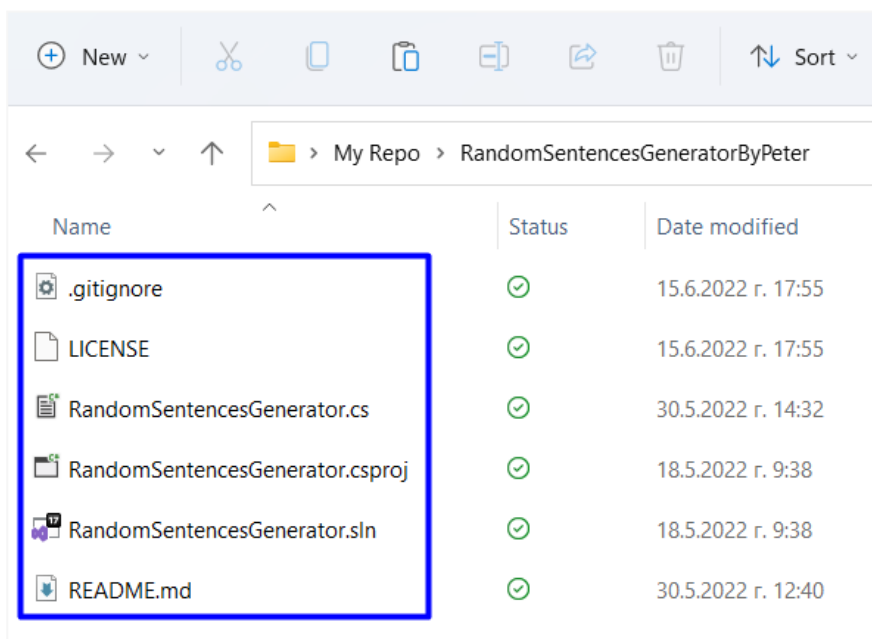 New Sort
My Repo RandomSentencesGeneratorByPeter
Name Status Date modified
.gitignore 15.6.2022 г. 17:55
LICENSE 15.6.2022 г. 17:55
RandomSentencesGenerator.cs 30.5.2022 г. 14:32
RandomSentencesGenerator.csproj 18.5.2022 г. 9:38
17 RandomSentencesGenerator.sln 18.5.2022 г. 9:38
README.md 30.5.2022 г. 12:40